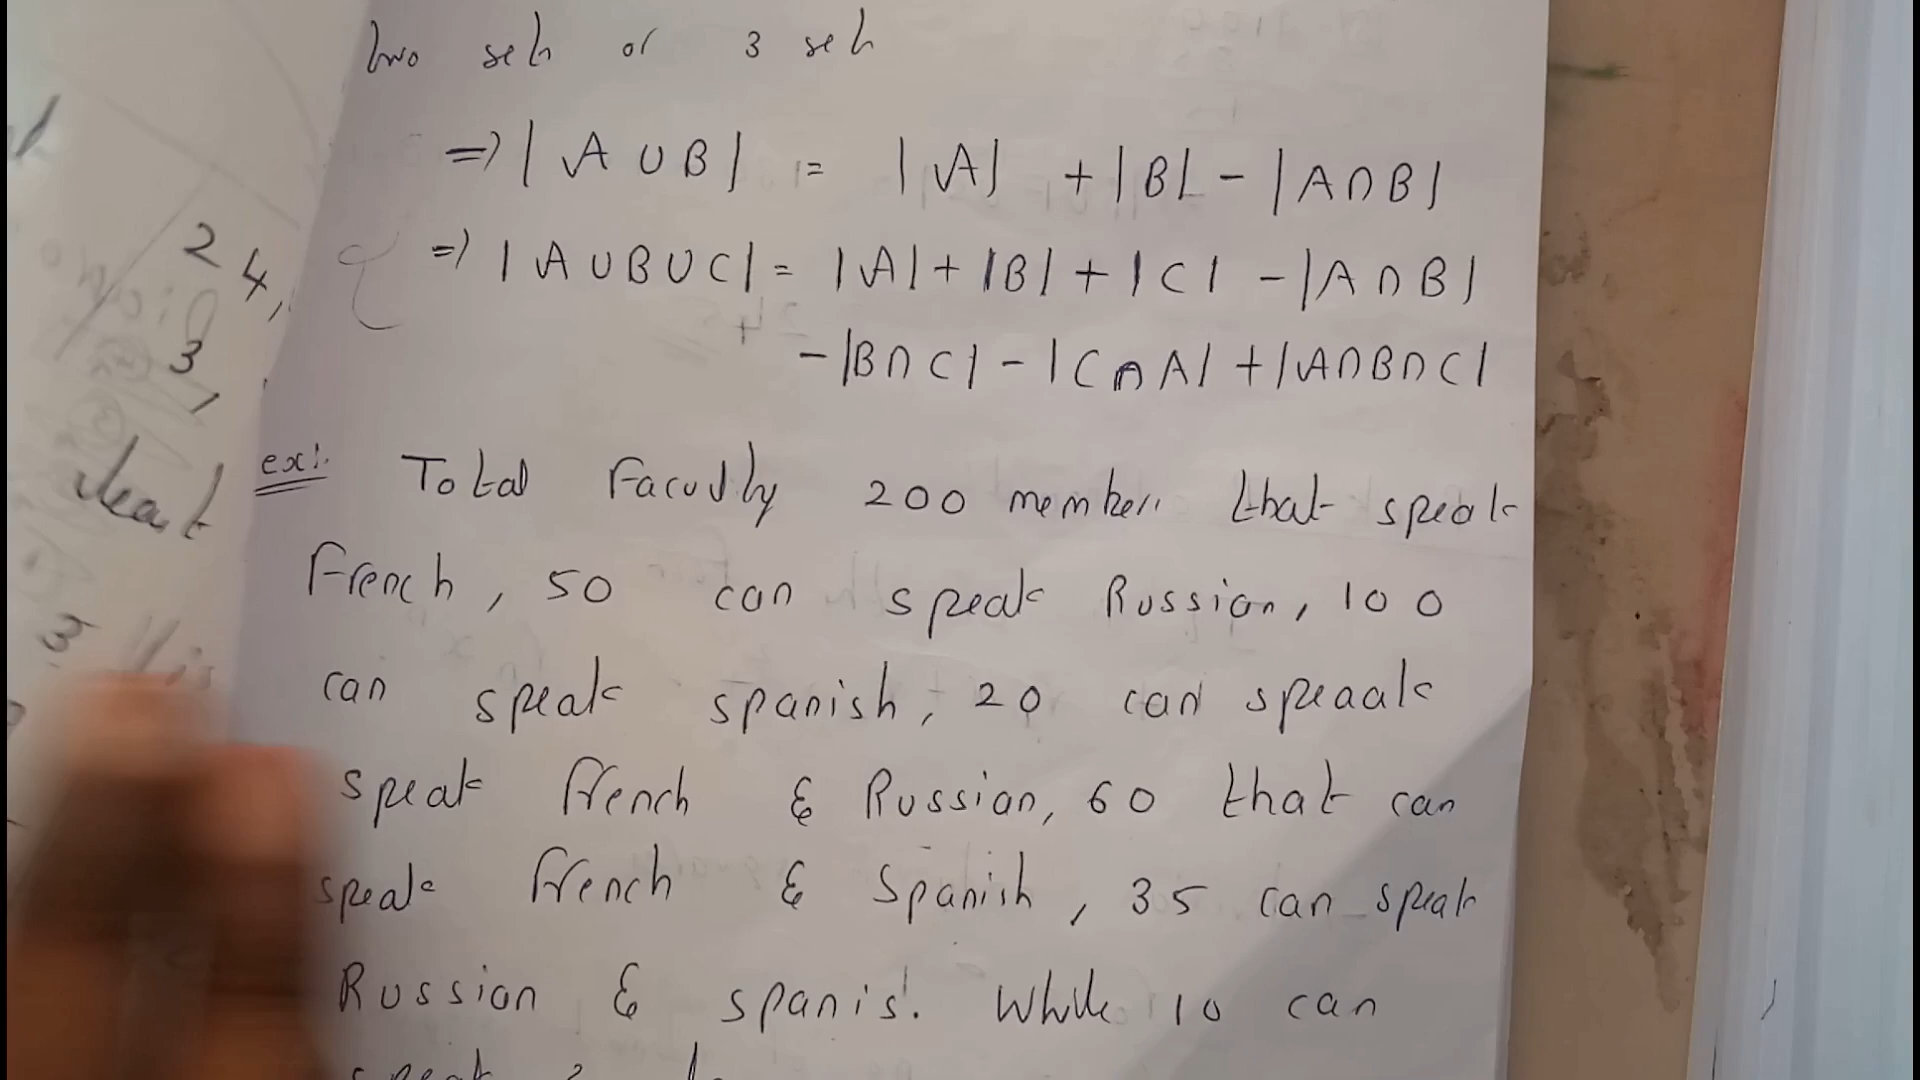 two sets or 3 sets
=> | A ∪ B | = | A | + | B | - | A ∩ B |
=> | A ∪ B ∪ C | = | A | + | B | + | C | - | A ∩ B |
- | B ∩ C | - | C ∩ A | + | A ∩ B ∩ C |
ex:. Total Faculty 200 members that speak
French, 50 can speak Russian, 100
can speak spanish, 20 can speaak
speak french & Russian, 60 that can
speak french & Spanish, 35 can speak
Russian & spanis. While 10 can
24,
3